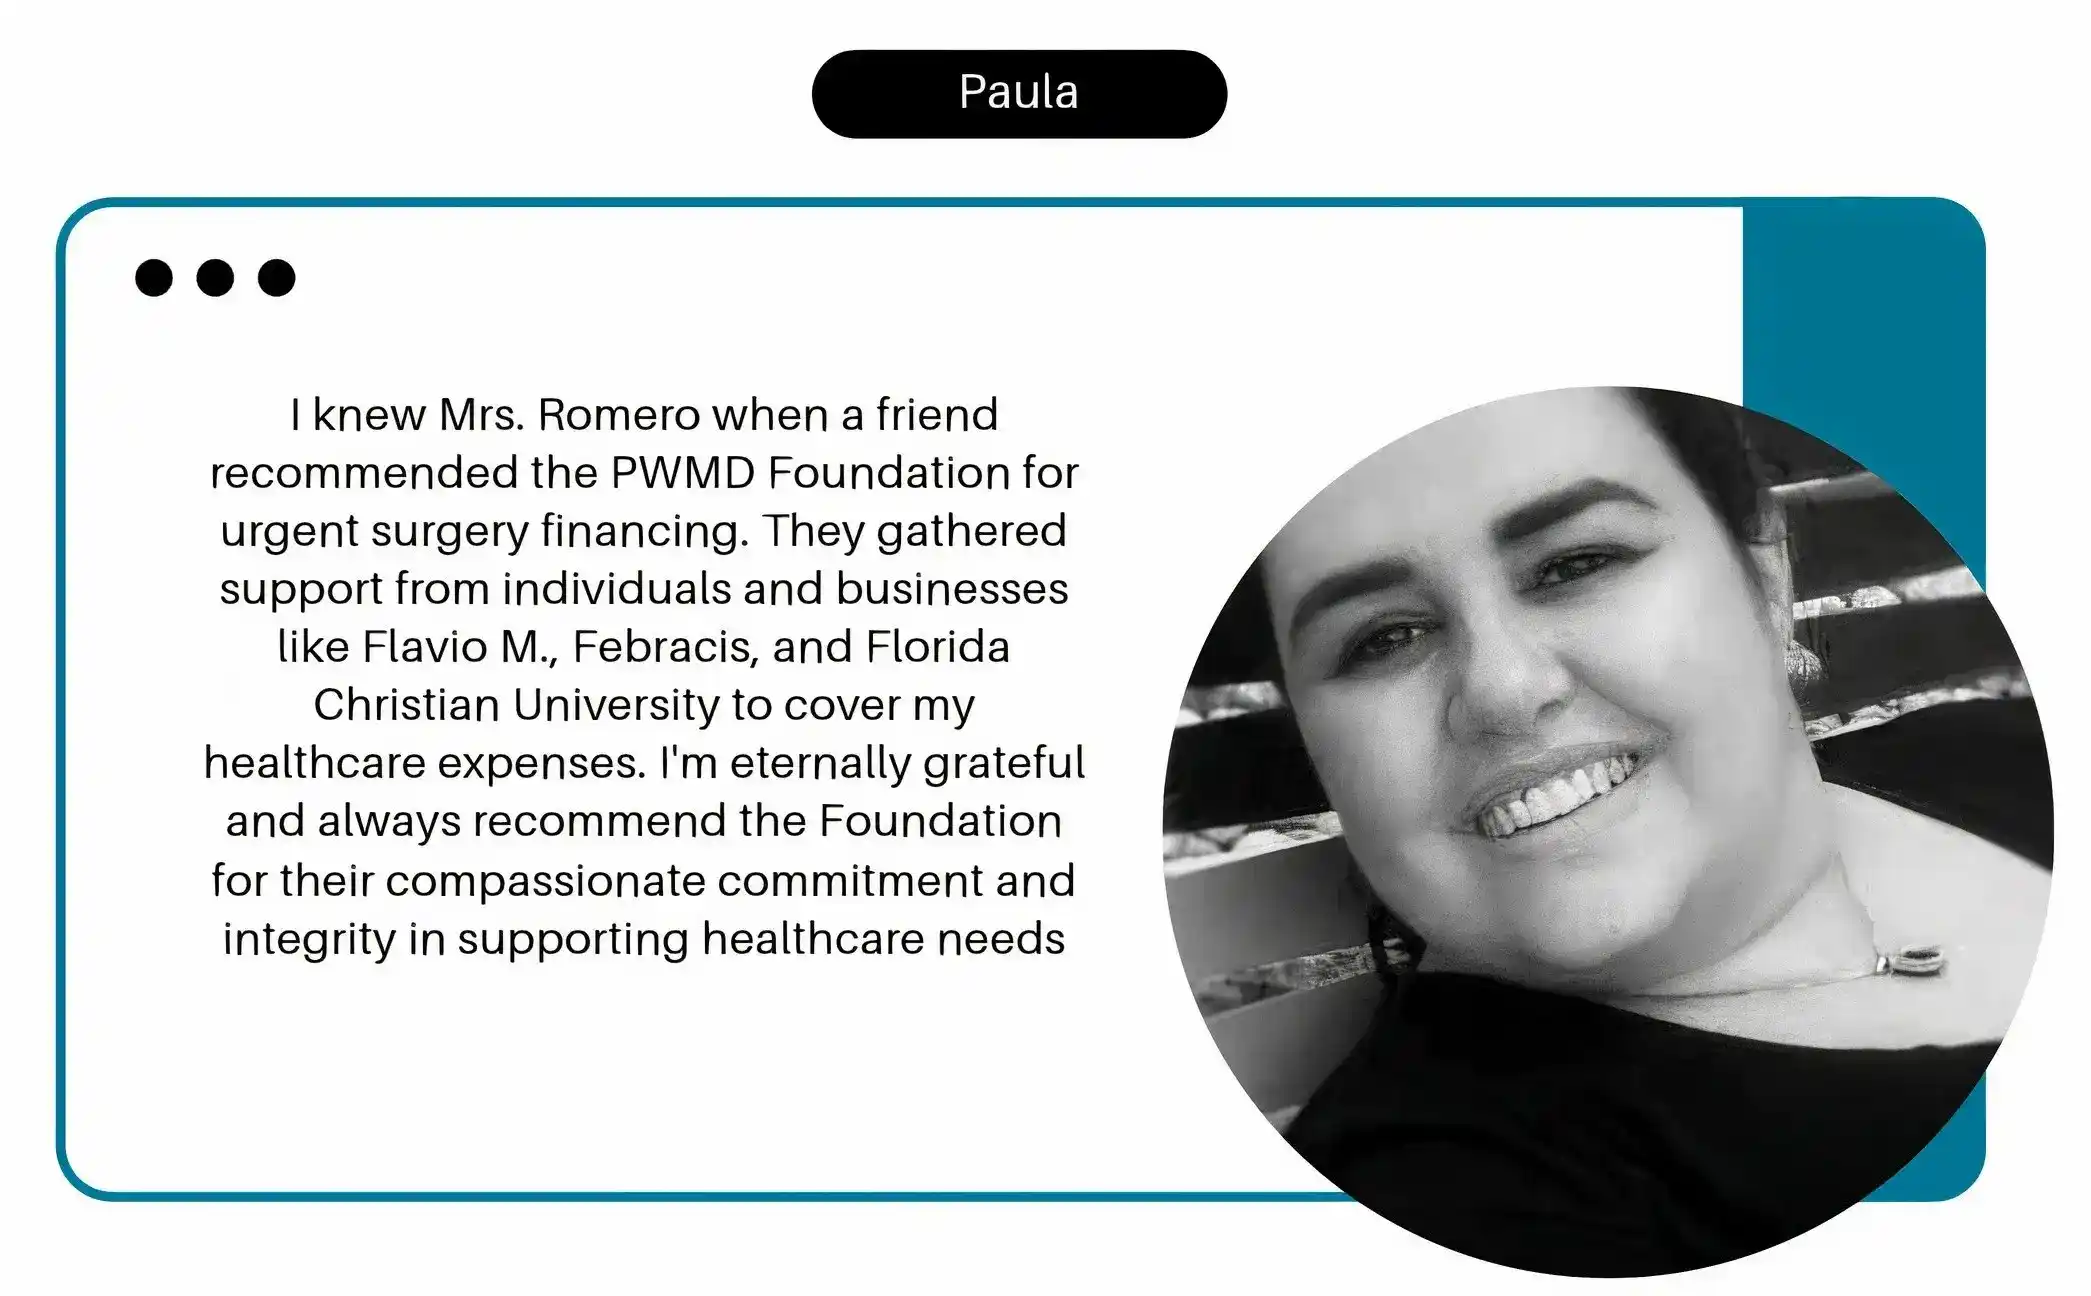 Paula
I knew Mrs. Romero when a friend
recommended the PWMD Foundation for
urgent surgery financing. They gathered
support from individuals and businesses
like Flavio M., Febracis, and Florida
Christian University to cover my
healthcare expenses. I'm eternally grateful
and always recommend the Foundation
for their compassionate commitment and
integrity in supporting healthcare needs